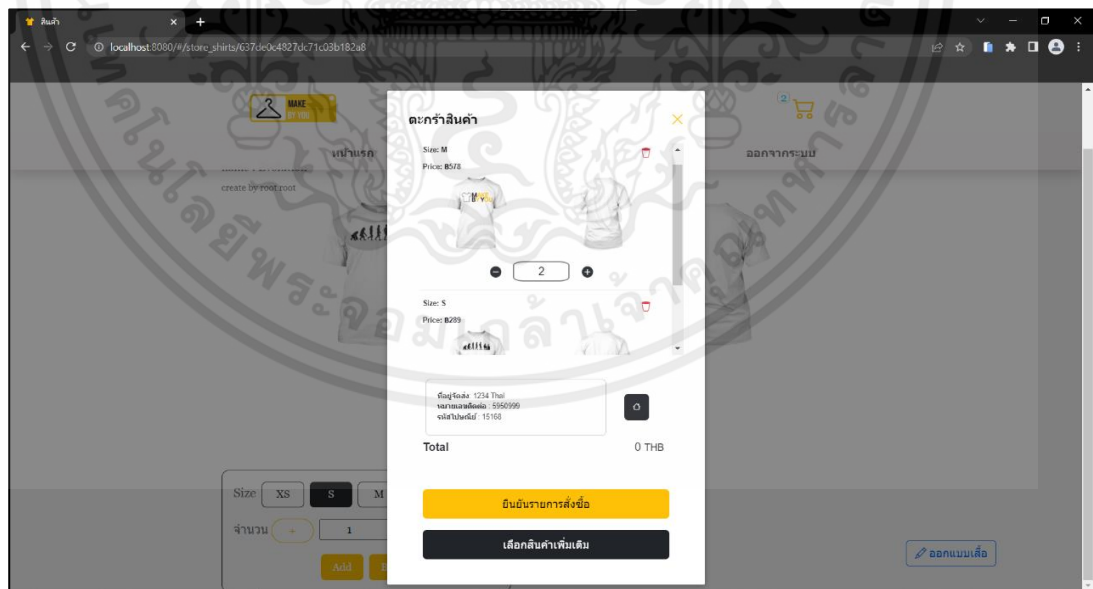 สินค้า
localhost:8080/#/store_shirts/637de0c4827dc71c03b182a8
MAKE
BY YOU
2
หน้าแรก
ออกจากระบบ
create by root root
ตะกร้าสินค้า
Size: M
Price: ฿578
2
Size: S
Price: ฿289
ที่อยู่จัดส่ง 1234 Thai
หมายเลขติดต่อ : 5950999
รหัสไปษณีย์ : 15168
Total 0 THB
ยืนยันรายการสั่งซื้อ
เลือกสินค้าเพิ่มเติม
Size XS S M
จำนวน + 1
Add B
ออกแบบเสื้อ